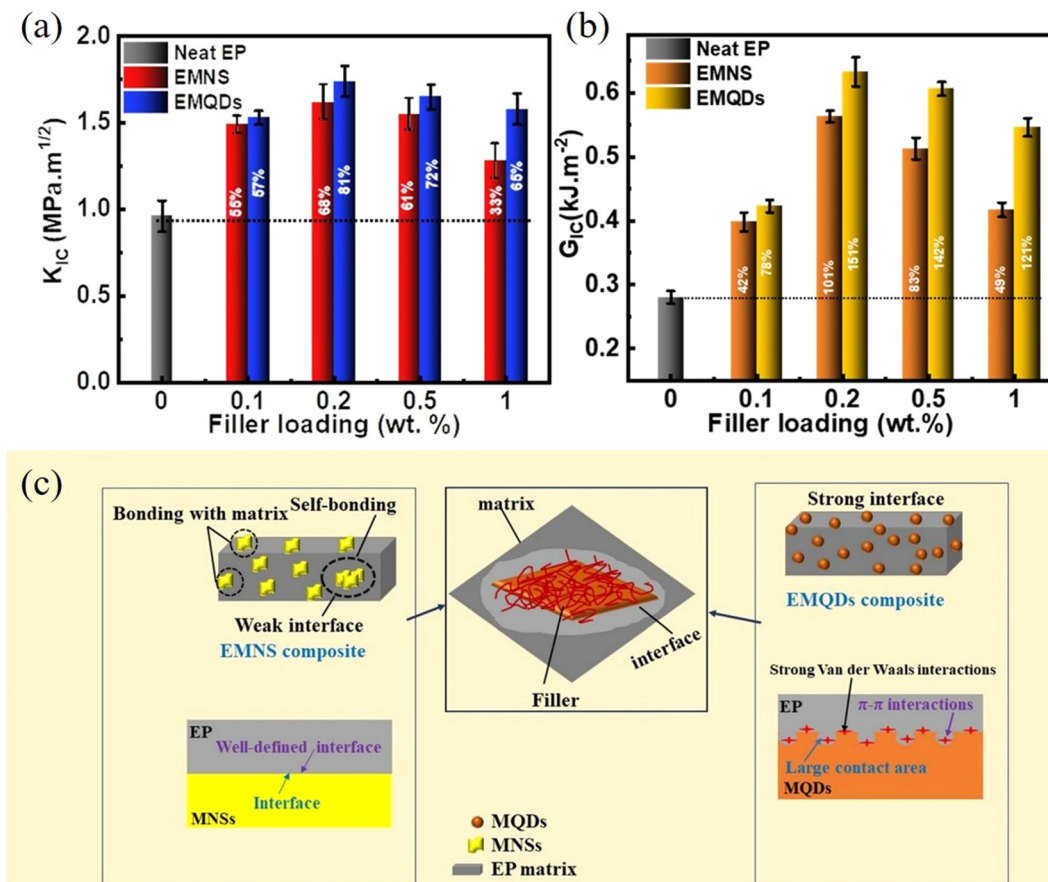 (a)
2.0
1.5
1.0
0.5
0.0
K_IC (MPa.m^1/2)
Neat EP
EMNS
EMQDs
55%
57%
68%
81%
61%
72%
33%
65%
0 0.1 0.2 0.5 1
Filler loading (wt. %)
(b)
0.6
0.5
0.4
0.3
0.2
G_IC(kJ.m^-2)
Neat EP
EMNS
EMQDs
42%
78%
101%
151%
83%
142%
49%
121%
0 0.1 0.2 0.5 1
Filler loading (wt.%)
(c)
Self-bonding
Bonding with matrix
Weak interface
EMNS composite
EP
Well-defined interface
Interface
MNSs
matrix
interface
Filler
Strong interface
EMQDs composite
Strong Van der Waals interactions
EP
π-π interactions
Large contact area
MQDs
MQDs
MNSs
EP matrix